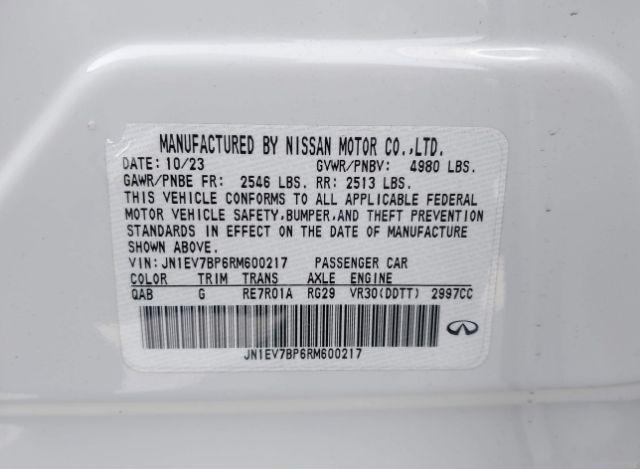 MANUFACTURED BY NISSAN MOTOR CO.,LTD.
DATE: 10/23 GVWR/PNBV: 4980 LBS.
GAWR/PNBE FR: 2546 LBS. RR: 2513 LBS.
THIS VEHICLE CONFORMS TO ALL APPLICABLE FEDERAL
MOTOR VEHICLE SAFETY,BUMPER,AND THEFT PREVENTION
STANDARDS IN EFFECT ON THE DATE OF MANUFACTURE
SHOWN ABOVE.
VIN: JN1EV7BP6RM600217 PASSENGER CAR
COLOR TRIM TRANS AXLE ENGINE
QAB G RE7R01A RG29 VR30(DDTT) 2997CC
JN1EV7BP6RM600217